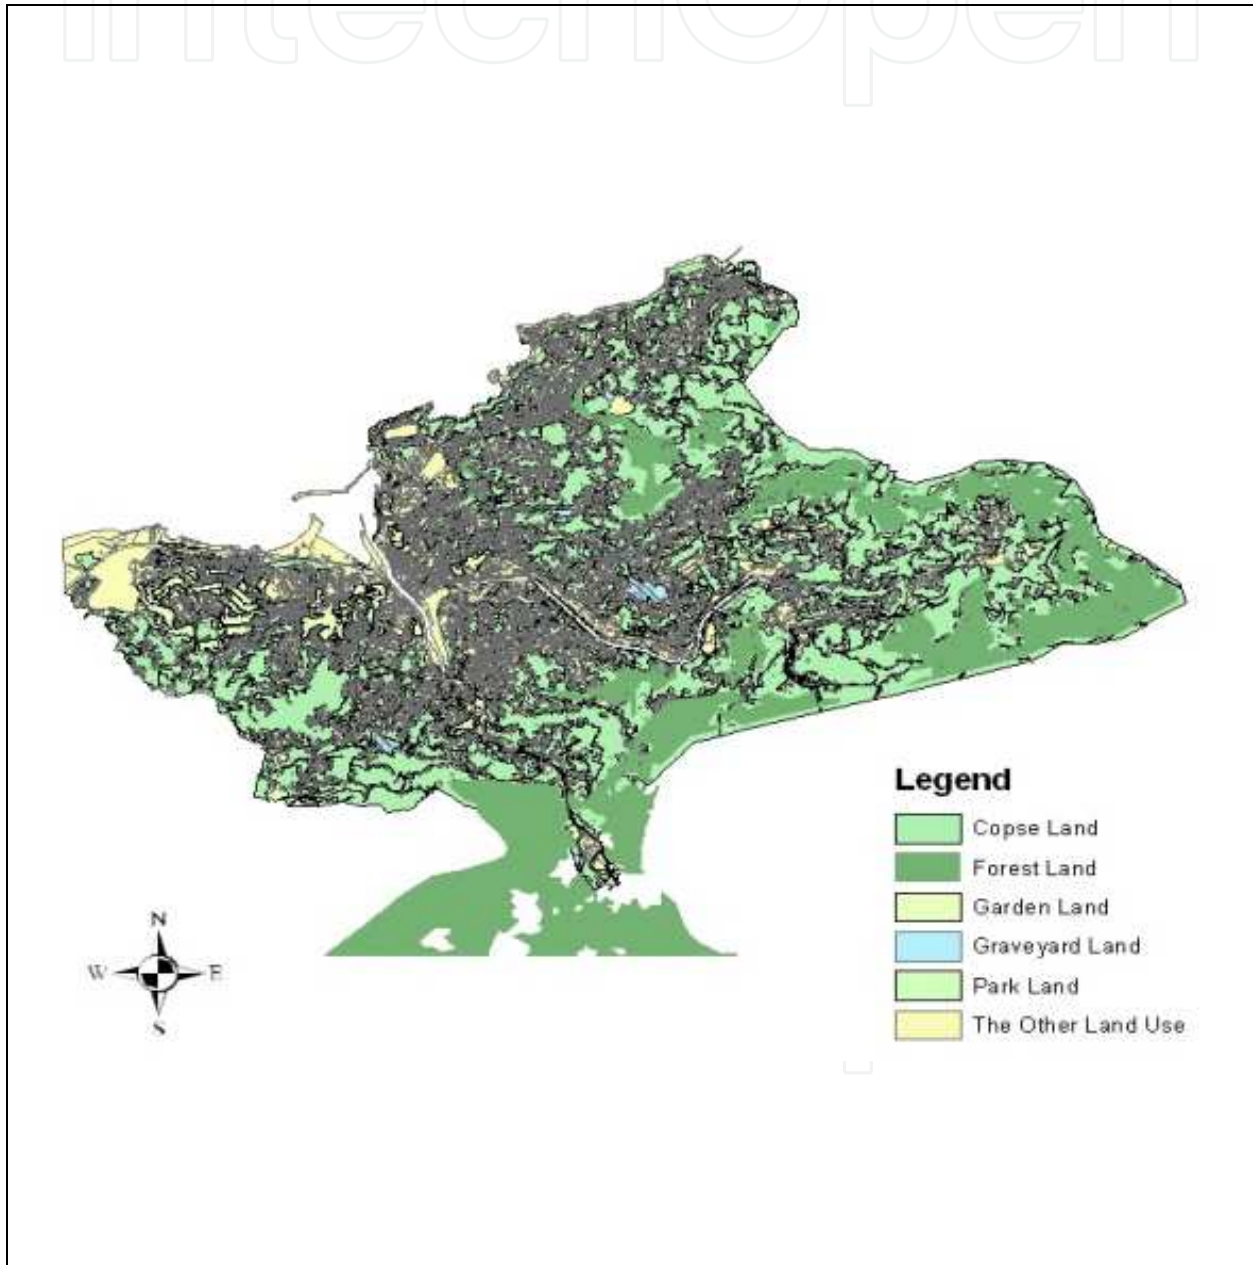 intechopen
N
W E
S
Legend
Copse Land
Forest Land
Garden Land
Graveyard Land
Park Land
The Other Land Use